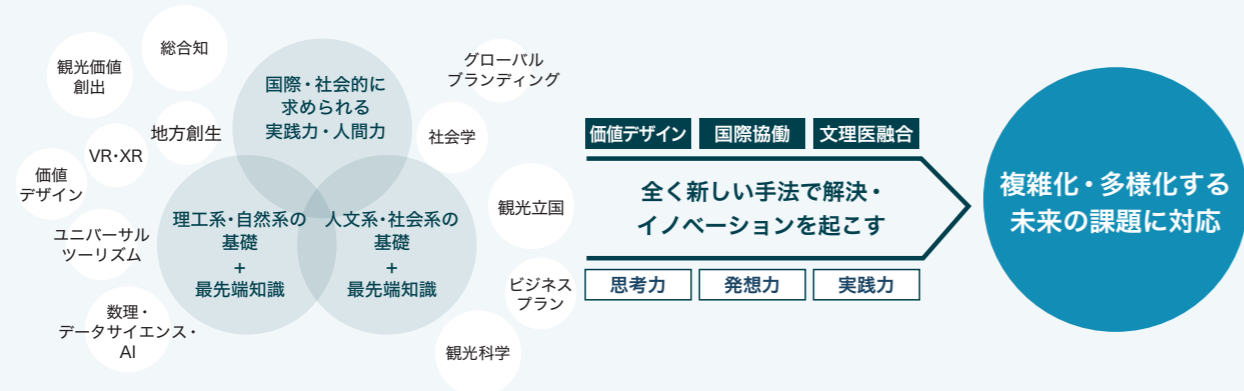 総合知
観光価値
創出
地方創生
VR・XR
価値
デザイン
ユニバーサル
ツーリズム
数理・
データサイエンス・
AI
国際・社会的に
求められる
実践力・人間力
理工系・自然系の
基礎
+
最先端知識
人文系・社会系の
基礎
+
最先端知識
グローバル
ブランディング
社会学
観光立国
ビジネス
プラン
観光科学
価値デザイン
国際協働
文理医融合
全く新しい手法で解決・
イノベーションを起こす
思考力
発想力
実践力
複雑化・多様化する
未来の課題に対応